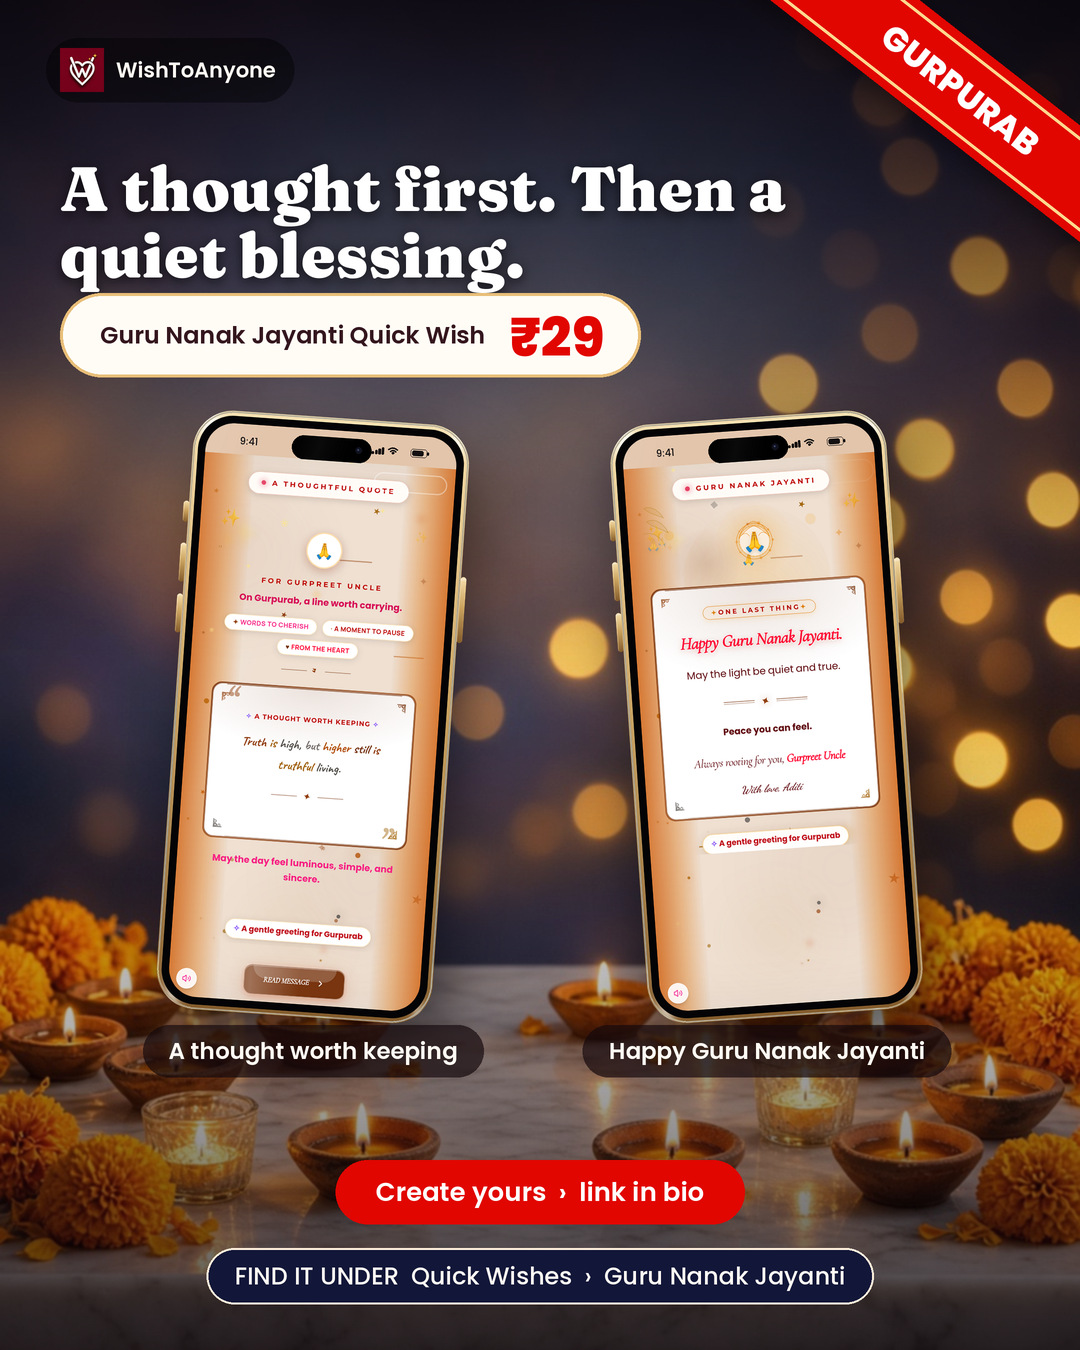 WishToAnyone
GURPURAB
A thought first. Then a
quiet blessing.
Guru Nanak Jayanti Quick Wish ₹29
9:41
A THOUGHTFUL QUOTE
FOR GURPREET UNCLE
On Gurpurab, a line worth carrying.
WORDS TO CHERISH
A MOMENT TO PAUSE
FROM THE HEART
A THOUGHT WORTH KEEPING
Truth is high, but higher still is
truthful living.
May the day feel luminous, simple, and
sincere.
A gentle greeting for Gurpurab
READ MESSAGE ›
A thought worth keeping
9:41
GURU NANAK JAYANTI
ONE LAST THING
Happy Guru Nanak Jayanti.
May the light be quiet and true.
Peace you can feel.
Always rooting for you, Gurpreet Uncle
With love, Aditi
A gentle greeting for Gurpurab
Happy Guru Nanak Jayanti
Create yours › link in bio
FIND IT UNDER Quick Wishes › Guru Nanak Jayanti